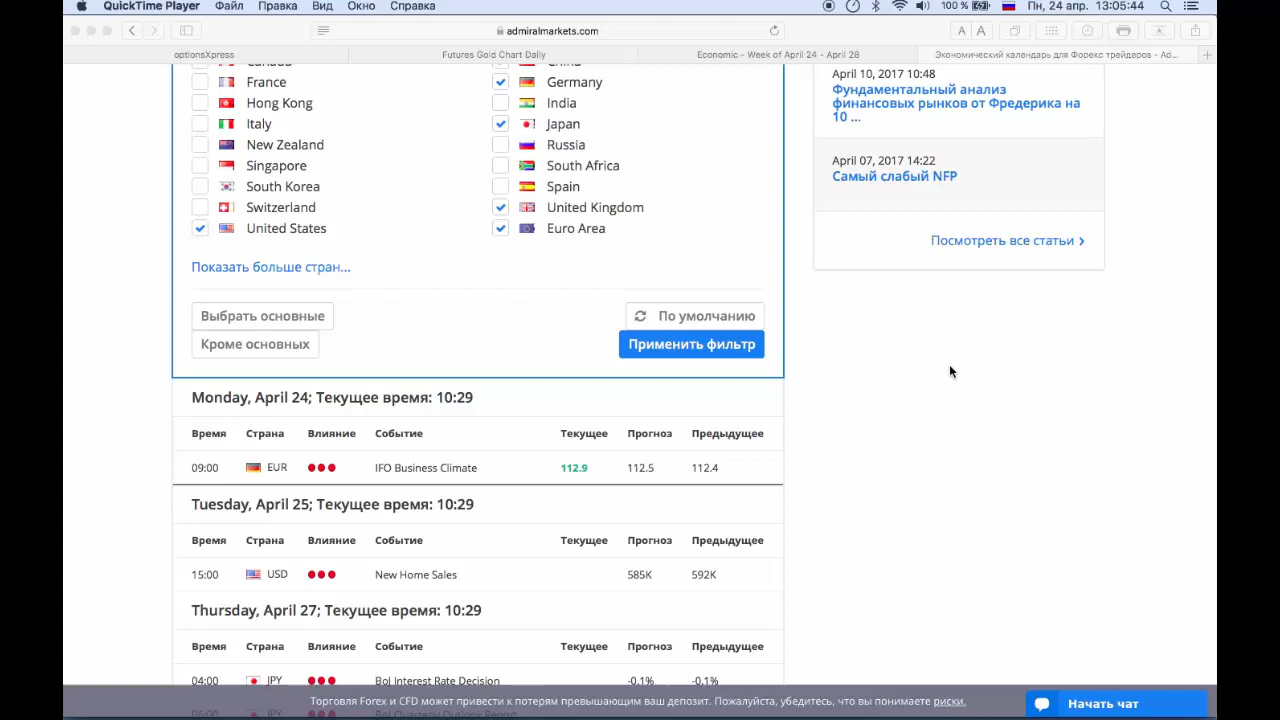 QuickTime Player Файл Правка Вид Окно Справка 100 % Пн, 24 апр. 13:05:44
admiralmarkets.com A A
optionsXpress Futures Gold Chart Daily Economic - Week of April 24 - April 28 Экономический календарь для Форекс трейдеров - Ad...
Canada China
France Germany
Hong Kong India
Italy Japan
New Zealand Russia
Singapore South Africa
South Korea Spain
Switzerland United Kingdom
United States Euro Area
Показать больше стран...
Выбрать основные По умолчанию
Кроме основных Применить фильтр
April 10, 2017 10:48
Фундаментальный анализ
финансовых рынков от Фредерика на
10 ...
April 07, 2017 14:22
Самый слабый NFP
Посмотреть все статьи
Monday, April 24; Текущее время: 10:29
Время Страна Влияние Событие Текущее Прогноз Предыдущее
09:00 EUR IFO Business Climate 112.9 112.5 112.4
Tuesday, April 25; Текущее время: 10:29
Время Страна Влияние Событие Текущее Прогноз Предыдущее
15:00 USD New Home Sales 585K 592K
Thursday, April 27; Текущее время: 10:29
Время Страна Влияние Событие Текущее Прогноз Предыдущее
04:00 JPY BoJ Interest Rate Decision -0.1% -0.1%
JPY BoJ Quarterly Outlook Report
Торговля Forex и CFD может привести к потерям превышающим ваш депозит. Пожалуйста, убедитесь, что вы понимаете риски.
Начать чат